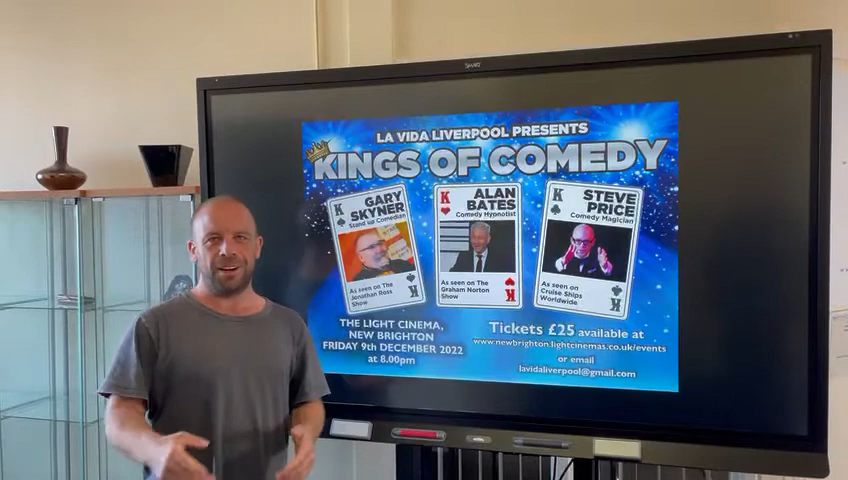 SMART
LA VIDA LIVERPOOL PRESENTS
KINGS OF COMEDY
K
GARY
SKYNER
Stand up Comedian
As seen on The
Jonathan Ross
Show
K
K
ALAN
BATES
Comedy Hypnotist
As seen on The
Graham Norton
Show
K
K
STEVE
PRICE
Comedy Magician
As seen on
Cruise Ships
Worldwide
K
THE LIGHT CINEMA,
NEW BRIGHTON
FRIDAY 9th DECEMBER 2022
at 8.00pm
Tickets £25 available at
www.newbrighton.lightcinemas.co.uk/events
or email
lavidaliverpool@gmail.com